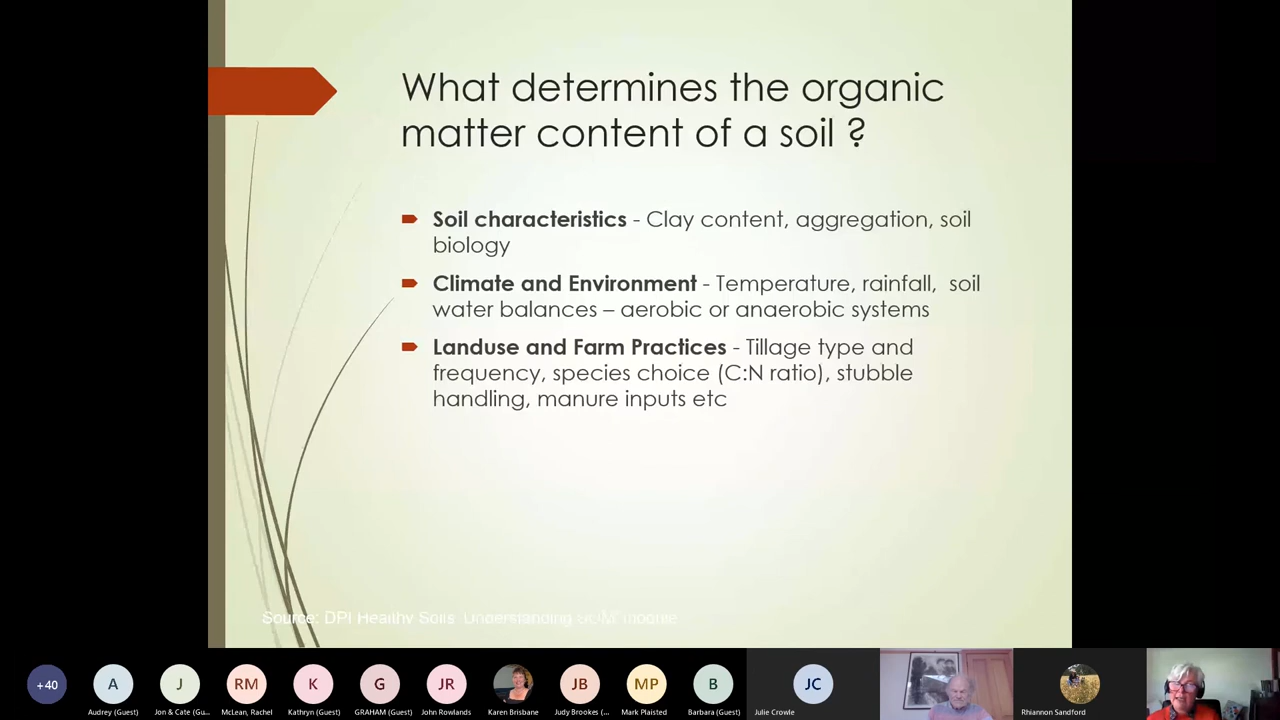 What determines the organic
matter content of a soil ?
Soil characteristics - Clay content, aggregation, soil
biology
Climate and Environment - Temperature, rainfall,  soil
water balances – aerobic or anaerobic systems
Landuse and Farm Practices - Tillage type and
frequency, species choice (C:N ratio), stubble
handling, manure inputs etc
Source: DPI Healthy Soils Understanding SOM module
+40
A
J
RM
K
G
JR
JB
MP
B
JC
Audrey (Guest)
Jon & Cate (Gu...
McLean, Rachel
Kathryn (Guest)
GRAHAM (Guest)
John Rowlands
Karen Brisbane
Judy Brookes (...
Mark Plaisted
Barbara (Guest)
Julie Crowle
Rhiannon Sandford